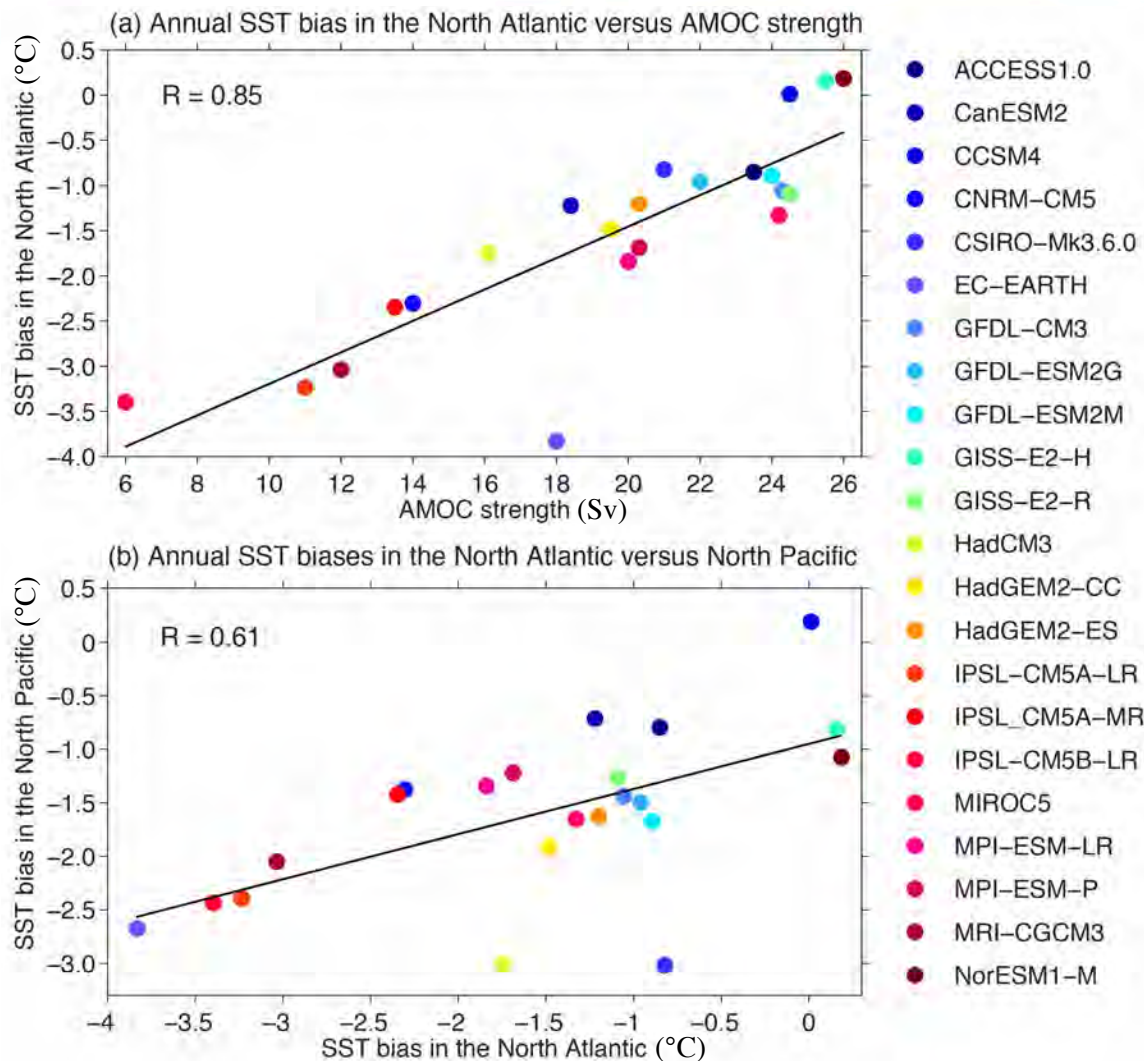 (a) Annual SST bias in the North Atlantic versus AMOC strength
SST bias in the North Atlantic (°C)
0.5
0
−0.5
−1.0
−1.5
−2.0
−2.5
−3.0
−3.5
−4.0
R = 0.85
6 8 10 12 14 16 18 20 22 24 26
AMOC strength (Sv)
(b) Annual SST biases in the North Atlantic versus North Pacific
SST bias in the North Pacific (°C)
0.5
0
−0.5
−1.0
−1.5
−2.0
−2.5
−3.0
R = 0.61
−4 −3.5 −3 −2.5 −2 −1.5 −1 −0.5 0
SST bias in the North Atlantic (°C)
ACCESS1.0
CanESM2
CCSM4
CNRM−CM5
CSIRO−Mk3.6.0
EC−EARTH
GFDL−CM3
GFDL−ESM2G
GFDL−ESM2M
GISS−E2−H
GISS−E2−R
HadCM3
HadGEM2−CC
HadGEM2−ES
IPSL−CM5A−LR
IPSL_CM5A−MR
IPSL−CM5B−LR
MIROC5
MPI−ESM−LR
MPI−ESM−P
MRI−CGCM3
NorESM1−M